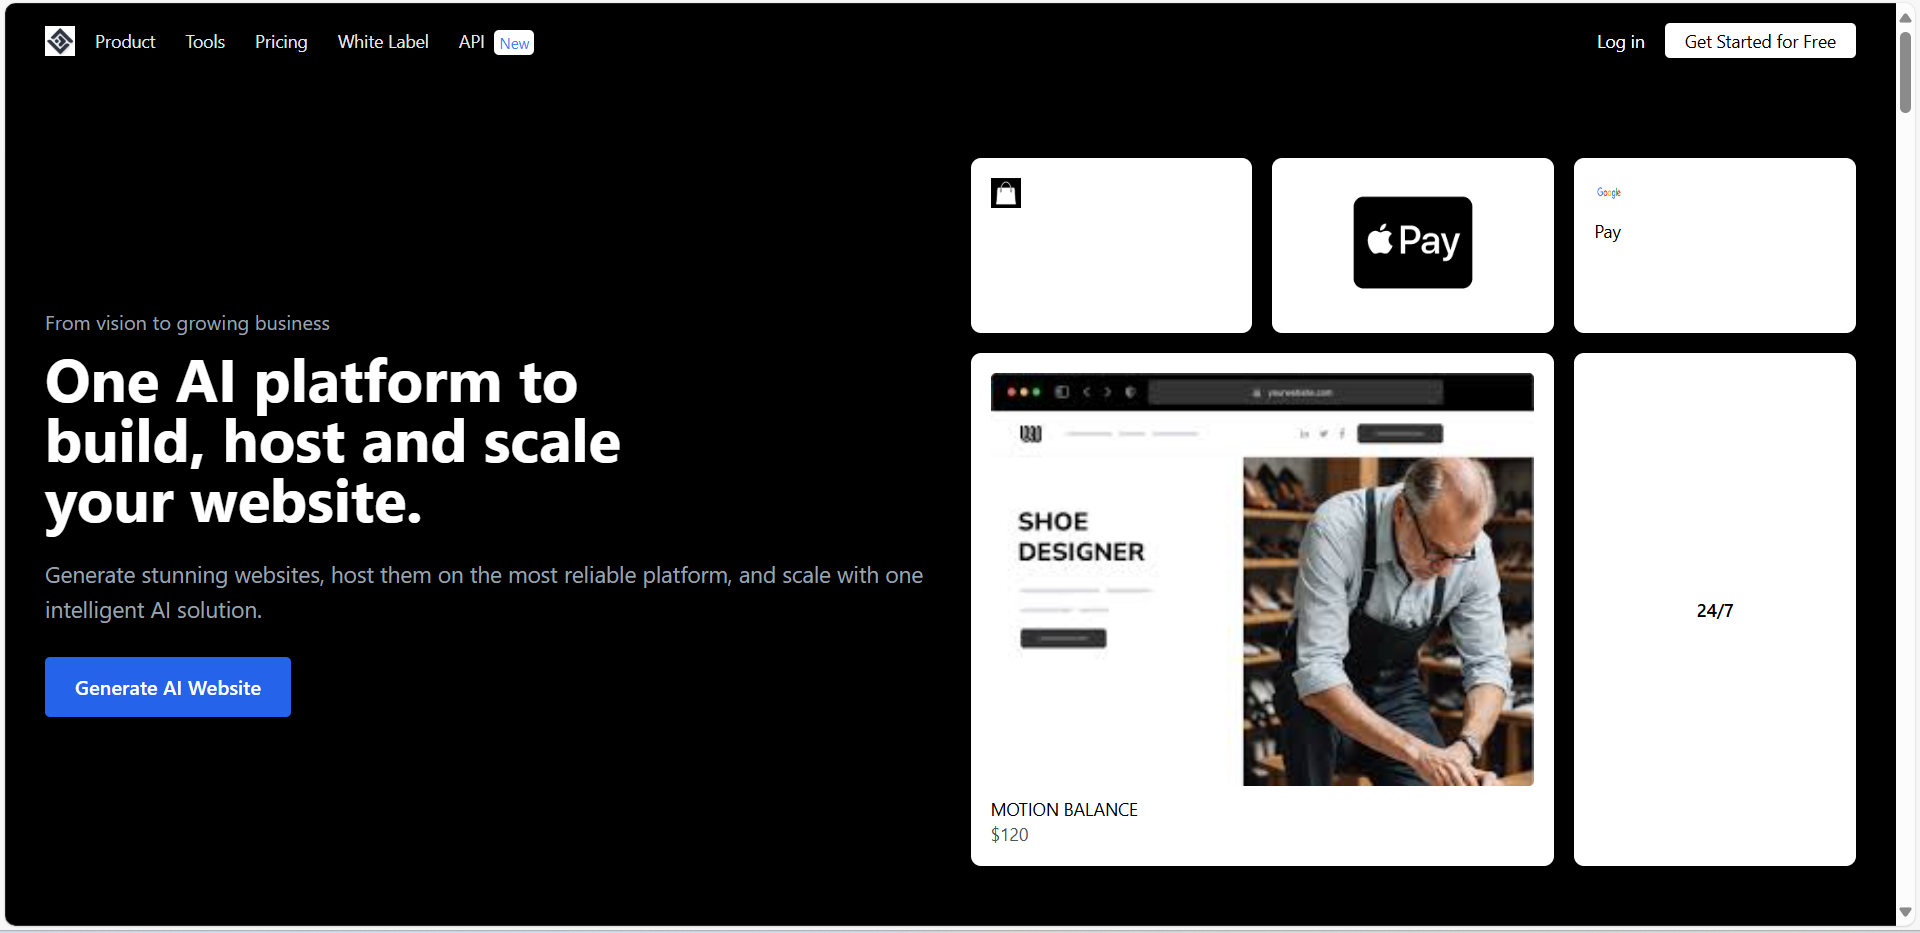 Product
Tools
Pricing
White Label
API
New
Log in
Get Started for Free
From vision to growing business
One AI platform to
build, host and scale
your website.
Generate stunning websites, host them on the most reliable platform, and scale with one
intelligent AI solution.
Generate AI Website
Pay
Google
Pay
yourwebsite.com
SHOE
DESIGNER
MOTION BALANCE
$120
24/7